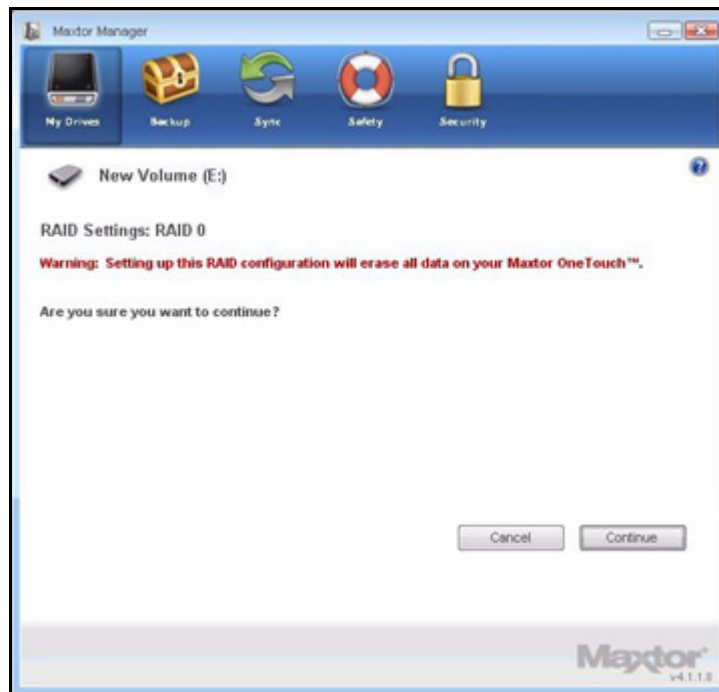 Maxtor Manager
My Drives Backup Sync Safety Security
New Volume (E:)
RAID Settings: RAID 0
Warning: Setting up this RAID configuration will erase all data on your Maxtor OneTouch™.
Are you sure you want to continue?
Cancel Continue
Maxtor
v4.1.1.8